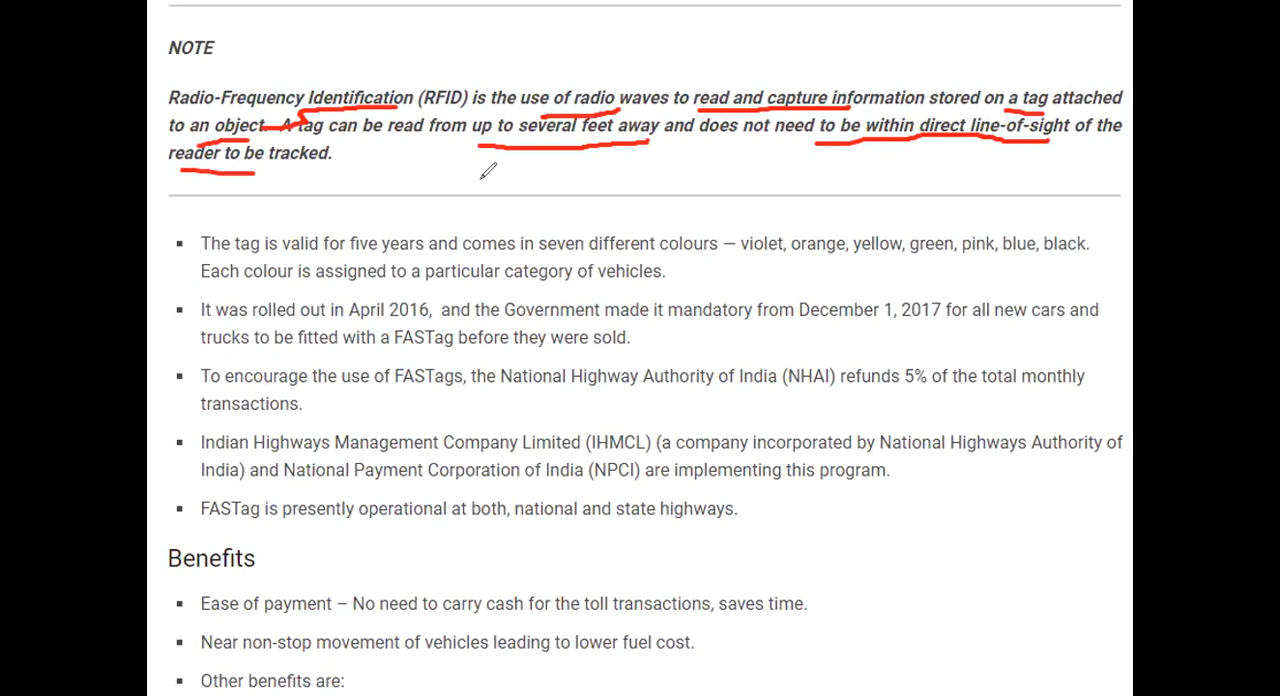 NOTE
Radio-Frequency Identification (RFID) is the use of radio waves to read and capture information stored on a tag attached
to an object. A tag can be read from up to several feet away and does not need to be within direct line-of-sight of the
reader to be tracked.
▪ The tag is valid for five years and comes in seven different colours — violet, orange, yellow, green, pink, blue, black.
Each colour is assigned to a particular category of vehicles.
▪ It was rolled out in April 2016, and the Government made it mandatory from December 1, 2017 for all new cars and
trucks to be fitted with a FASTag before they were sold.
▪ To encourage the use of FASTags, the National Highway Authority of India (NHAI) refunds 5% of the total monthly
transactions.
▪ Indian Highways Management Company Limited (IHMCL) (a company incorporated by National Highways Authority of
India) and National Payment Corporation of India (NPCI) are implementing this program.
▪ FASTag is presently operational at both, national and state highways.
Benefits
▪ Ease of payment – No need to carry cash for the toll transactions, saves time.
▪ Near non-stop movement of vehicles leading to lower fuel cost.
▪ Other benefits are: